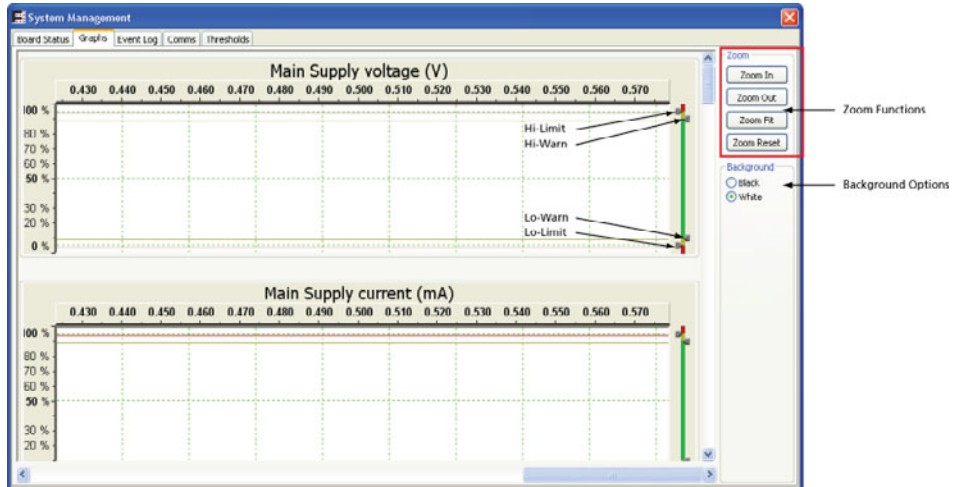 System Management
Board Status Graphs Event Log Comms Thresholds
Main Supply voltage (V)
0.430 0.440 0.450 0.460 0.470 0.480 0.490 0.500 0.510 0.520 0.530 0.540 0.550 0.560 0.570
100 %
80 %
70 %
60 %
50 %
30 %
20 %
0 %
Hi-Limit
Hi-Warn
Lo-Warn
Lo-Limit
Main Supply current (mA)
0.430 0.440 0.450 0.460 0.470 0.480 0.490 0.500 0.510 0.520 0.530 0.540 0.550 0.560 0.570
100 %
80 %
70 %
60 %
50 %
30 %
20 %
Zoom
Zoom In
Zoom Out
Zoom Fit
Zoom Reset
Background
Black
White
Zoom Functions
Background Options